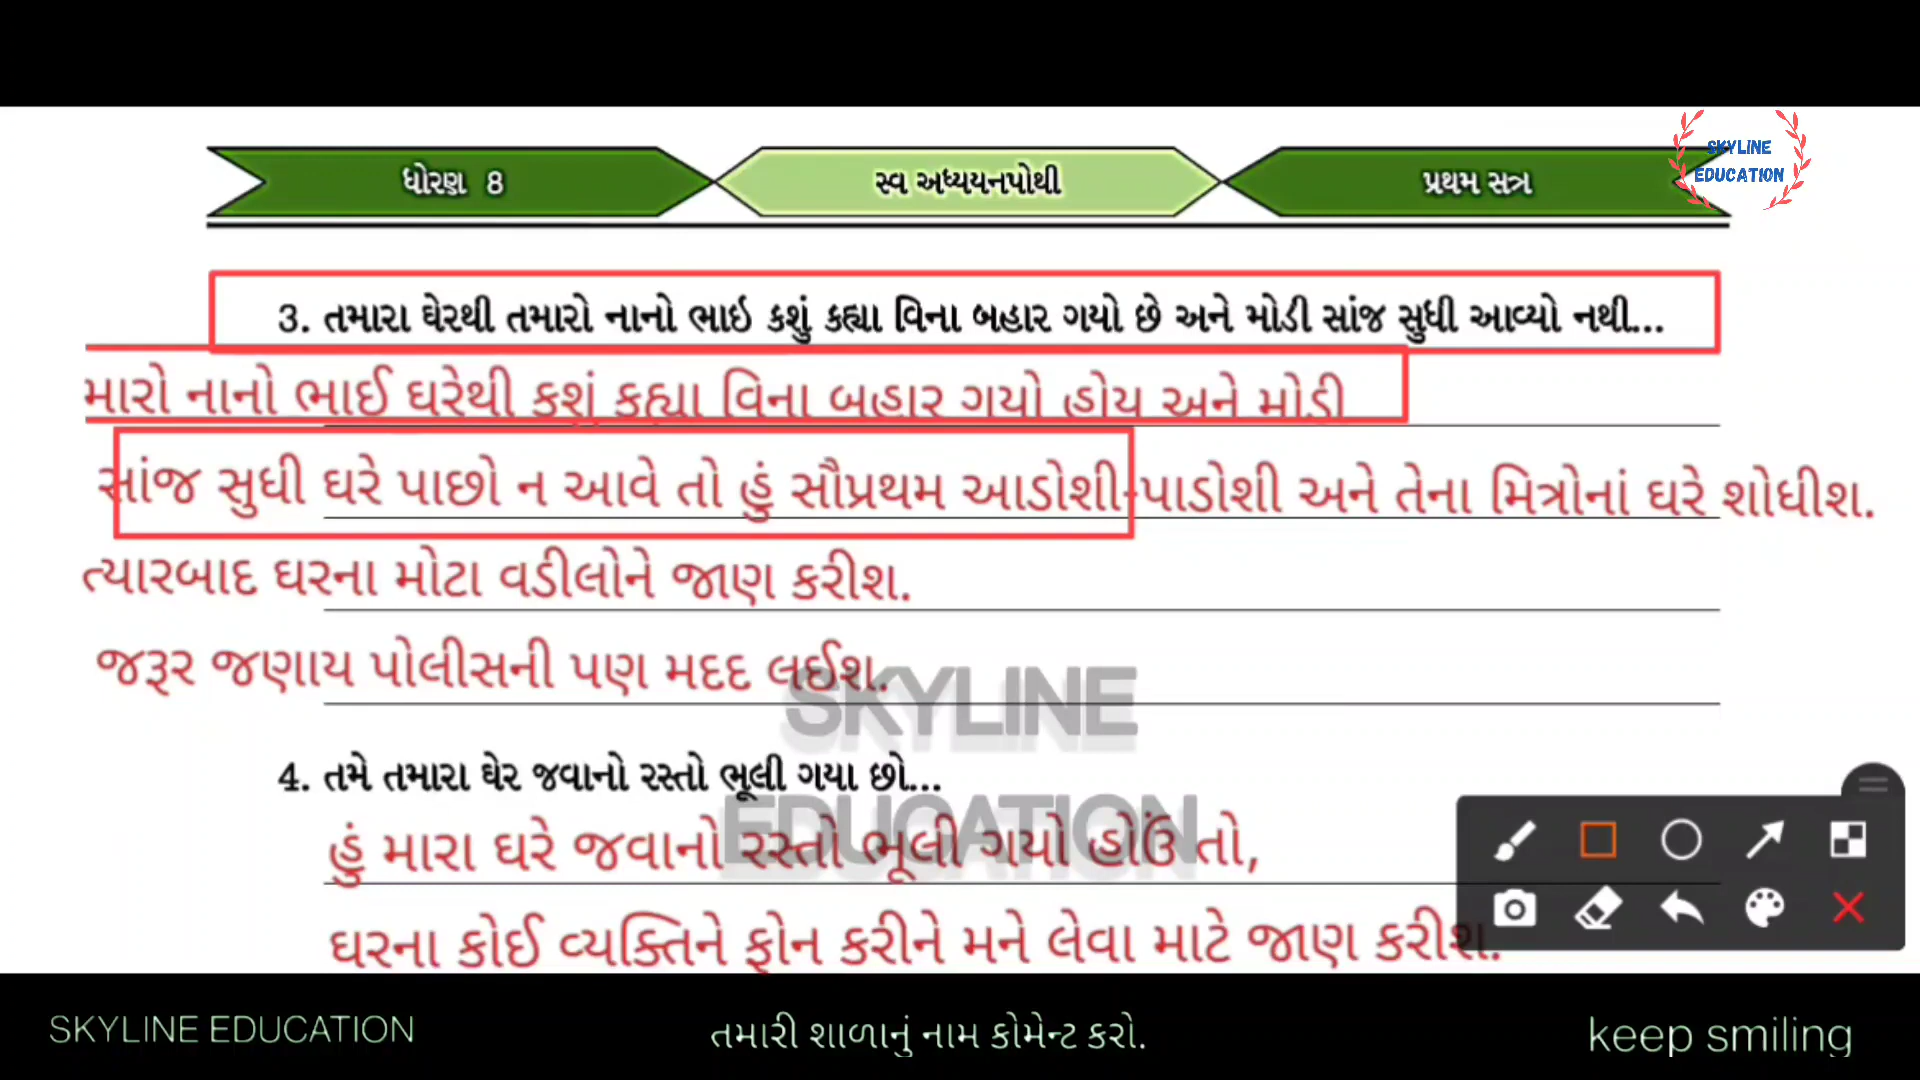 SKYLINE
EDUCATION
ધોરણ 8
સ્વ અધ્યયનપોથી
પ્રથમ સત્ર
3. તમારા ઘેરથી તમારો નાનો ભાઇ કશું કહ્યા વિના બહાર ગયો છે અને મોડી સાંજ સુધી આવ્યો નથી...
મારો નાનો ભાઈ ઘરેથી કશું કહ્યા વિના બહાર ગયો હોય અને મોડી
સાંજ સુધી ઘરે પાછો ન આવે તો હું સૌપ્રથમ આડોશી-પાડોશી અને તેના મિત્રોનાં ઘરે શોધીશ.
ત્યારબાદ ઘરના મોટા વડીલોને જાણ કરીશ.
જરૂર જણાય પોલીસની પણ મદદ લઈશ.
SKYLINE
EDUCATION
4. તમે તમારા ઘેર જવાનો રસ્તો ભૂલી ગયા છો...
હું મારા ઘરે જવાનો રસ્તો ભૂલી ગયો હોઉં તો,
ઘરના કોઈ વ્યક્તિને ફોન કરીને મને લેવા માટે જાણ કરીશ.
SKYLINE EDUCATION
તમારી શાળાનું નામ કોમેન્ટ કરો.
keep smiling